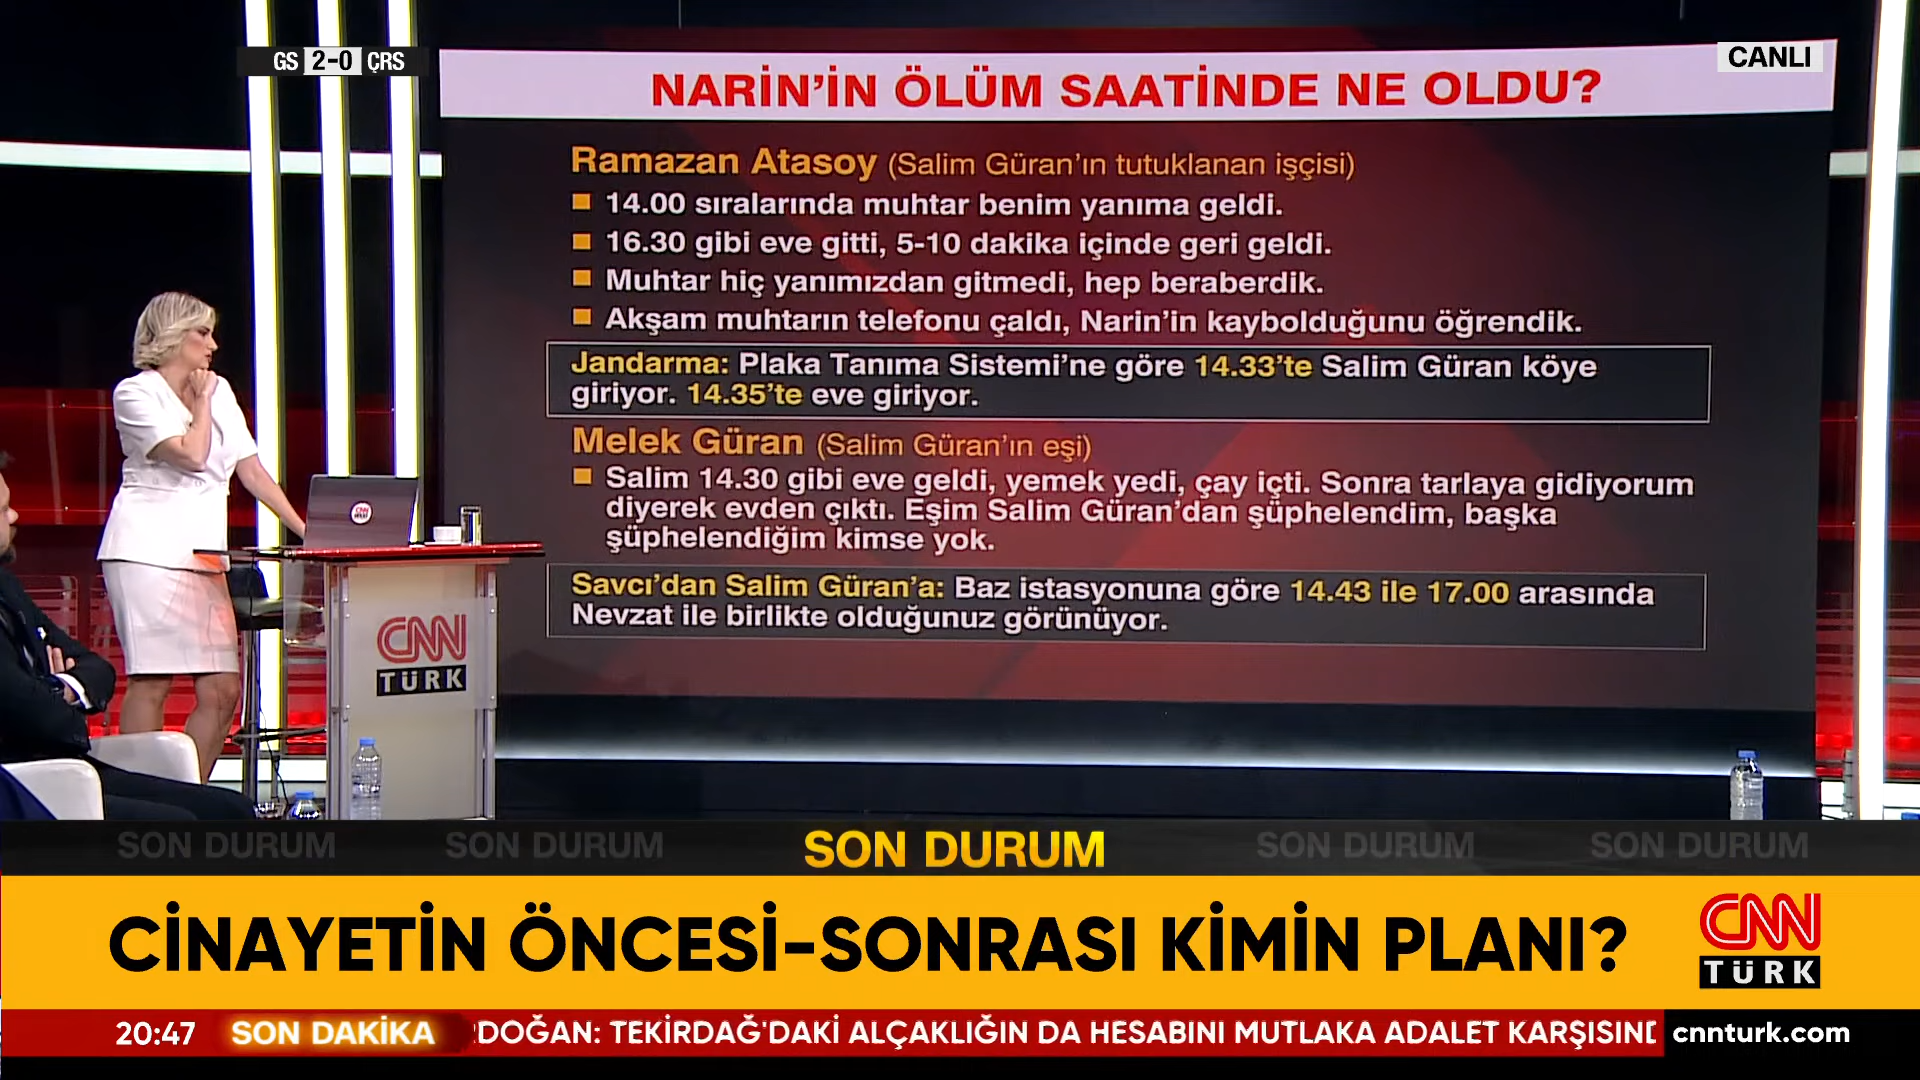 GS 2-0 ÇRS
CANLI
NARİN'İN ÖLÜM SAATİNDE NE OLDU?
Ramazan Atasoy (Salim Güran'ın tutuklanan işçisi)
14.00 sıralarında muhtar benim yanıma geldi.
16.30 gibi eve gitti, 5-10 dakika içinde geri geldi.
Muhtar hiç yanımızdan gitmedi, hep beraberdik.
Akşam muhtarın telefonu çaldı, Narin'in kaybolduğunu öğrendik.
Jandarma: Plaka Tanıma Sistemi'ne göre 14.33'te Salim Güran köye
giriyor. 14.35'te eve giriyor.
Melek Güran (Salim Güran'ın eşi)
Salim 14.30 gibi eve geldi, yemek yedi, çay içti. Sonra tarlaya gidiyorum
diyerek evden çıktı. Eşim Salim Güran'dan şüphelendim, başka
şüphelendiğim kimse yok.
Savcı'dan Salim Güran'a: Baz istasyonuna göre 14.43 ile 17.00 arasında
Nevzat ile birlikte olduğunuz görünüyor.
CNN
TÜRK
SON DURUM SON DURUM SON DURUM SON DURUM SON DURUM
CİNAYETİN ÖNCESİ-SONRASI KİMİN PLANI?
CNN
TÜRK
20:47 SON DAKİKA RDOĞAN: TEKİRDAĞ'DAKİ ALÇAKLIĞIN DA HESABINI MUTLAKA ADALET KARŞISIND cnnturk.com